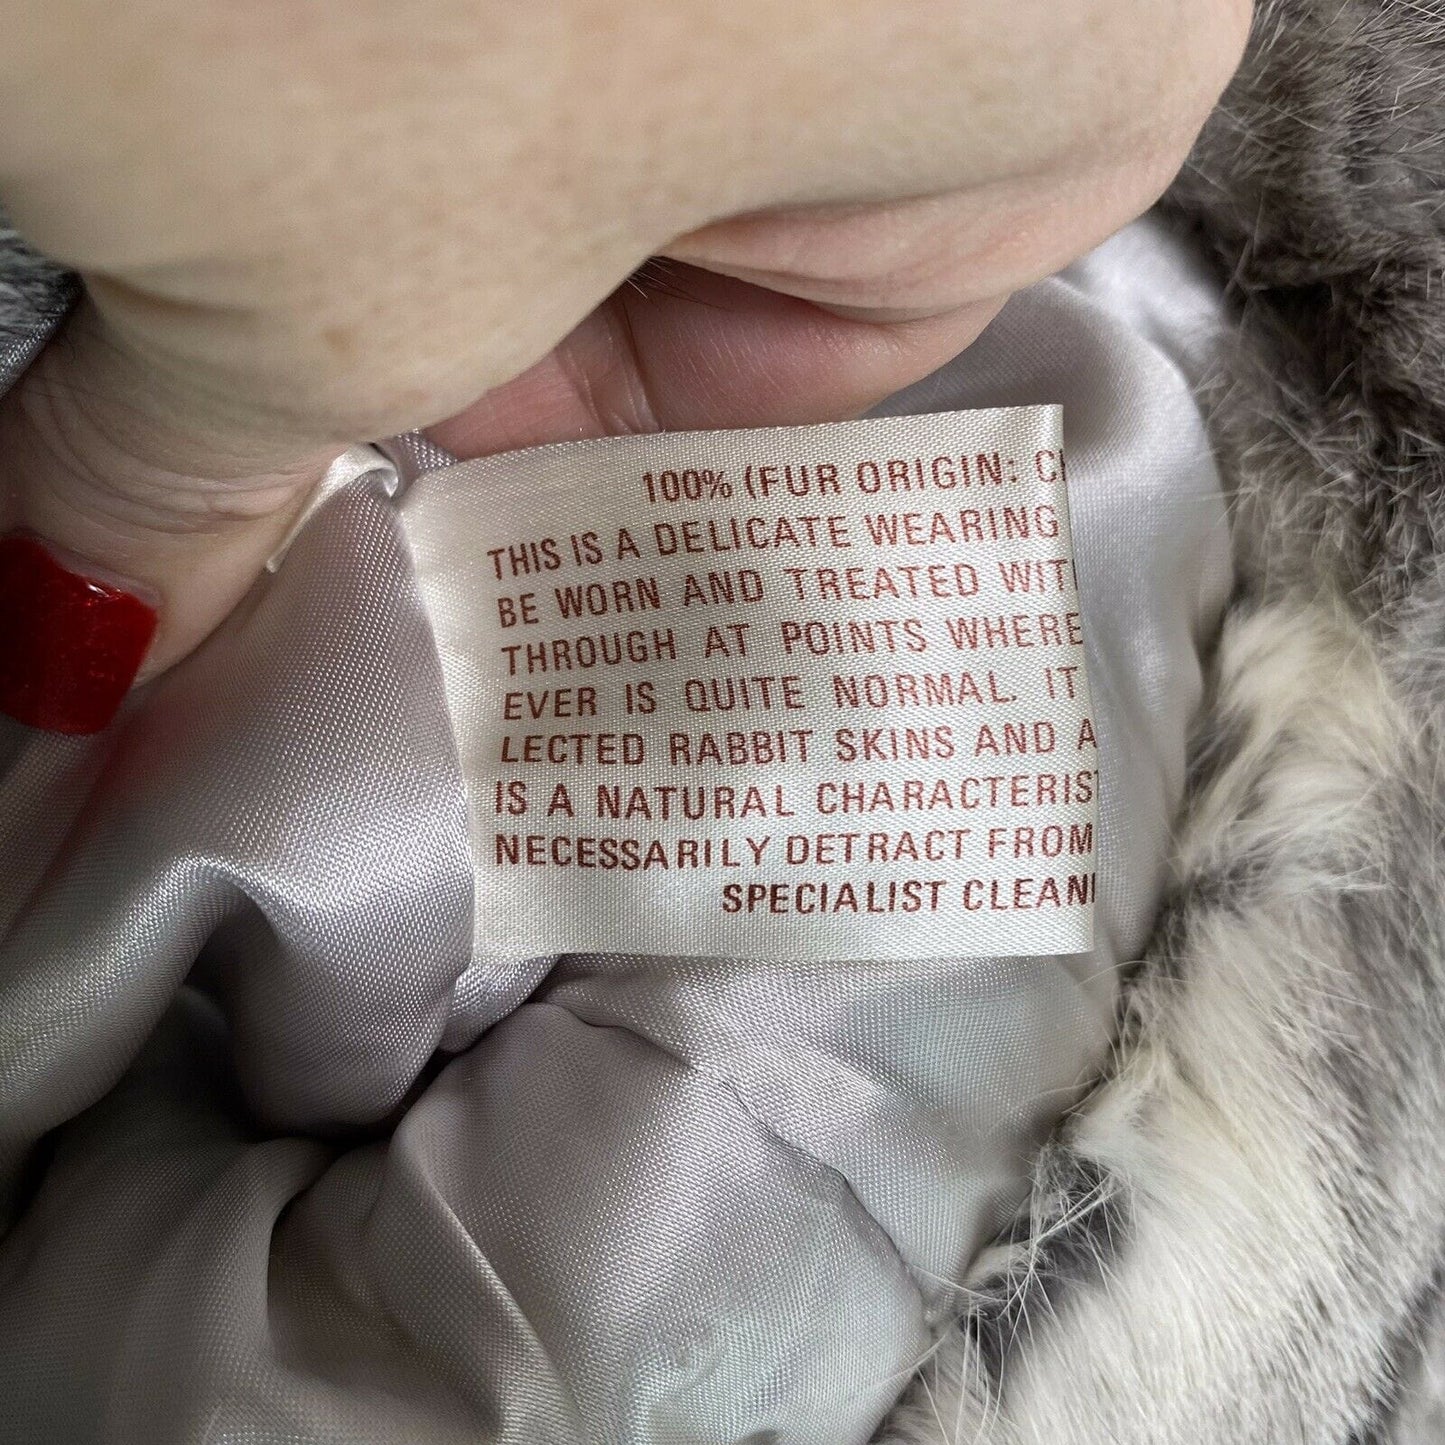 100% (FUR ORIGIN:
THIS IS A DELICATE WEARING
BE WORN AND TREATED
THROUGH AT POINTS WHERE
EVER IS QUITE NORMAL. IT
LECTED RABBIT SKINS AND A
IS A NATURAL CHARACTERIST
NECESSARILY DETRACT FROM
SPECIALIST CLEAN